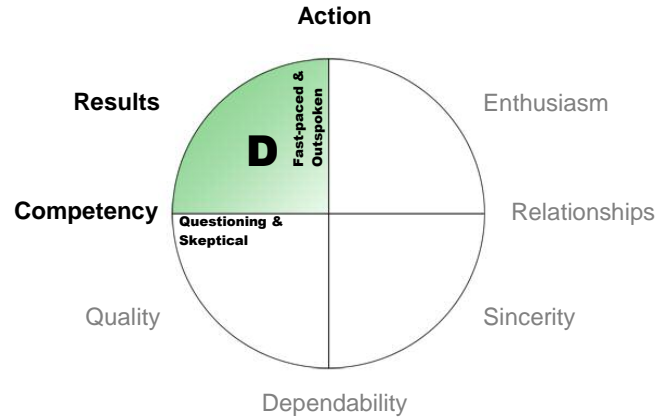 Action
Results
Enthusiasm
Fast-paced &
Outspoken
D
Competency
Relationships
Questioning &
Skeptical
Quality
Sincerity
Dependability